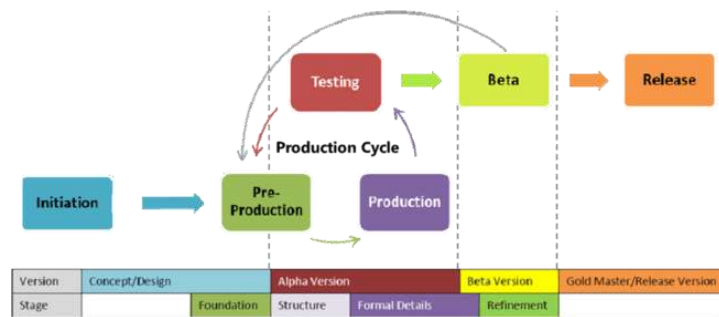 Testing
Beta
Release
Production Cycle
Initiation
Pre-
Production
Production
Version Concept/Design Alpha Version Beta Version Gold Master/Release Version
Stage Foundation Structure Formal Details Refinement